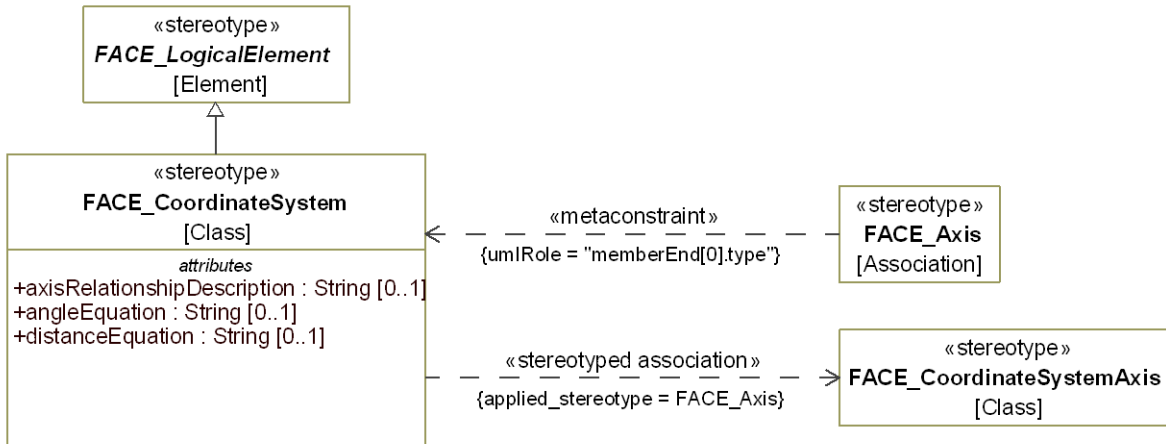 «stereotype»
FACE_LogicalElement
[Element]
«stereotype»
FACE_CoordinateSystem
[Class]
attributes
+axisRelationshipDescription : String [0..1]
+angleEquation : String [0..1]
+distanceEquation : String [0..1]
«metaconstraint»
{umlRole = "memberEnd[0].type"}
«stereotype»
FACE_Axis
[Association]
«stereotyped association»
{applied_stereotype = FACE_Axis}
«stereotype»
FACE_CoordinateSystemAxis
[Class]